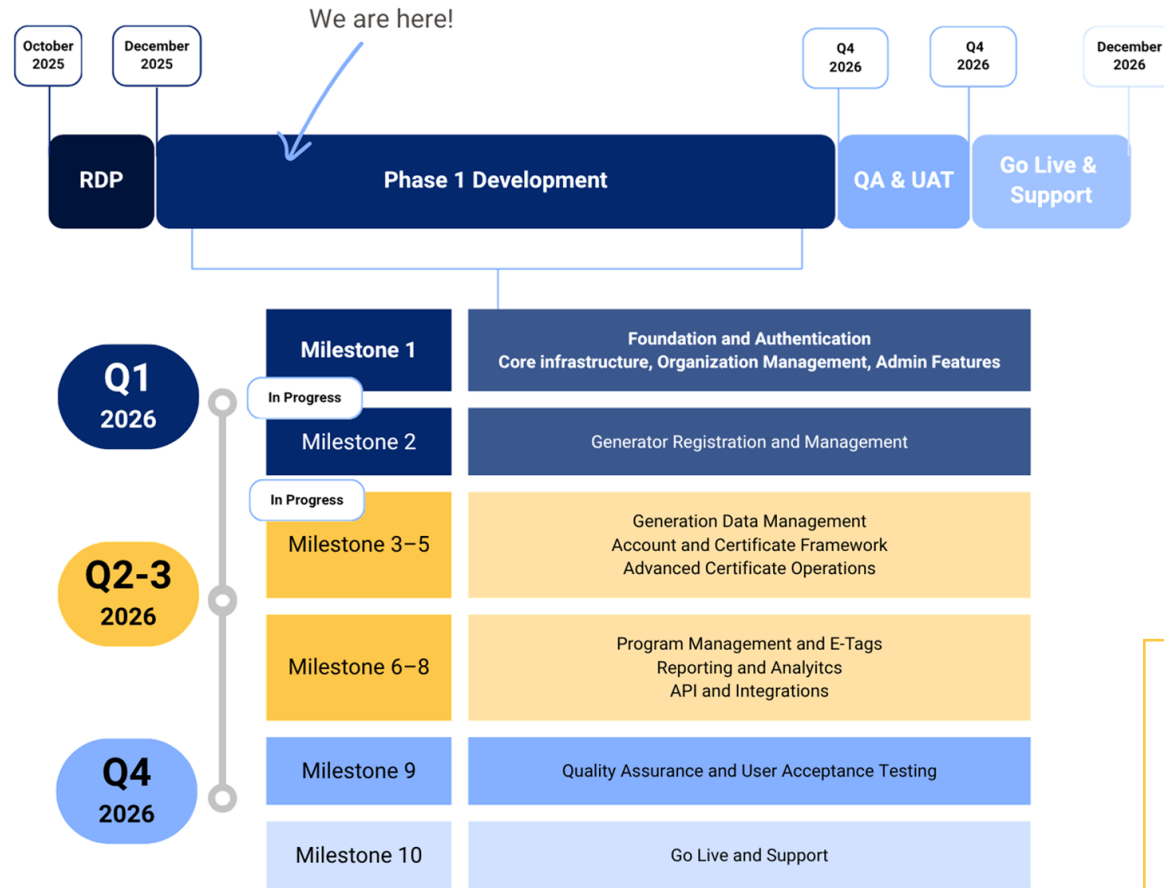 We are here!
October
2025
December
2025
Q4
2026
Q4
2026
December
2026
RDP
Phase 1 Development
QA & UAT
Go Live &
Support
Q1
2026
Milestone 1
Foundation and Authentication
Core infrastructure, Organization Management, Admin Features
In Progress
Milestone 2
Generator Registration and Management
In Progress
Q2-3
2026
Milestone 3–5
Generation Data Management
Account and Certificate Framework
Advanced Certificate Operations
Milestone 6–8
Program Management and E-Tags
Reporting and Analyitcs
API and Integrations
Q4
2026
Milestone 9
Quality Assurance and User Acceptance Testing
Milestone 10
Go Live and Support